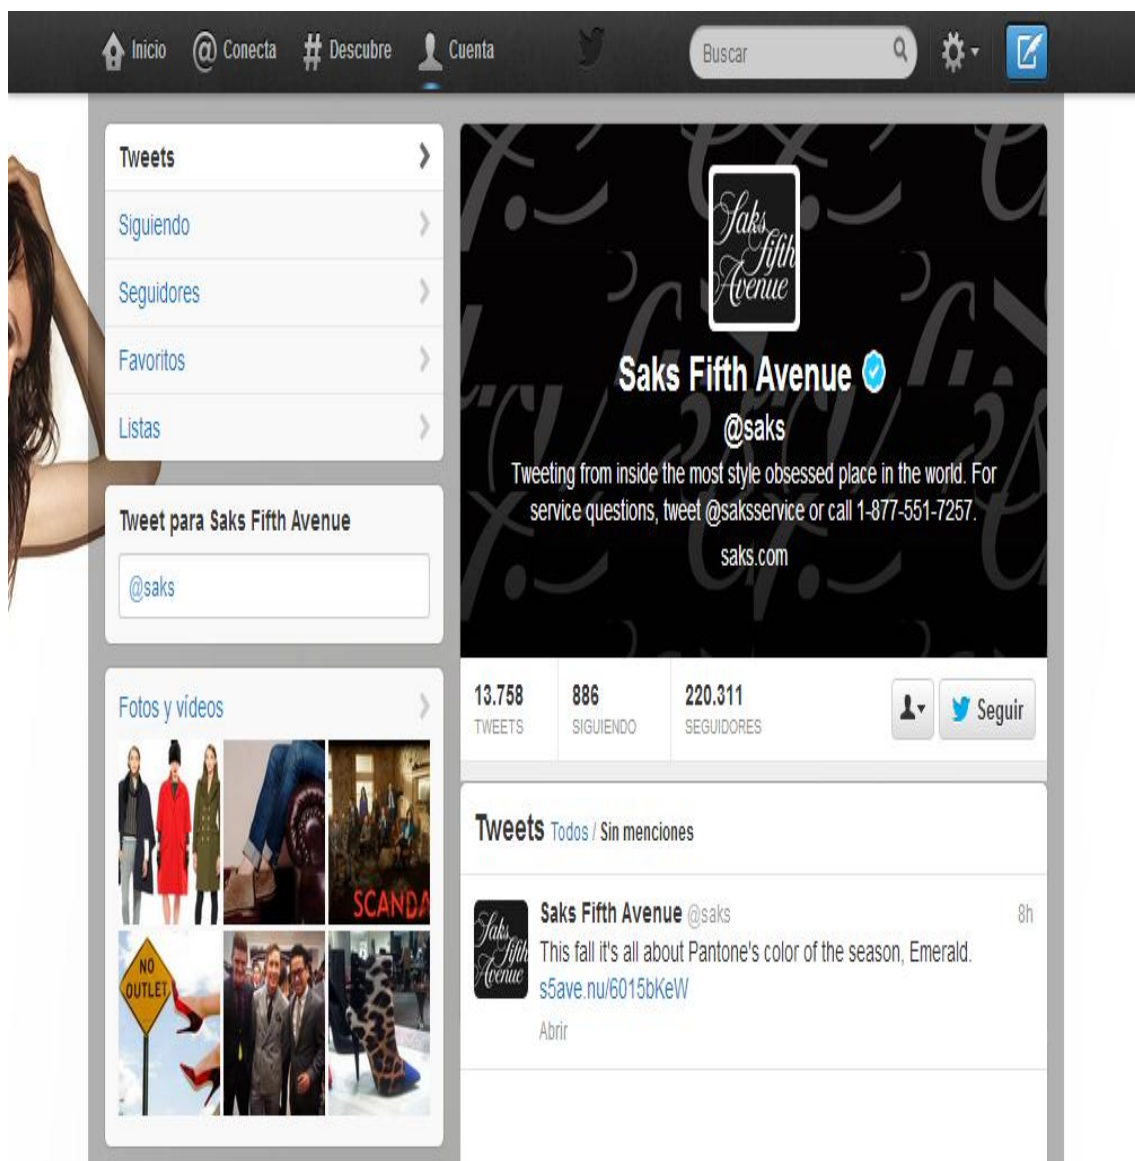 Inicio
Conecta
Descubre
Cuenta
Buscar
Tweets
Siguiendo
Seguidores
Favoritos
Listas
Tweet para Saks Fifth Avenue
@saks
Fotos y vídeos
SCANDA
NO
OUTLET
Saks
Fifth
Avenue
Saks Fifth Avenue
@saks
Tweeting from inside the most style obsessed place in the world. For
service questions, tweet @saksservice or call 1-877-551-7257.
saks.com
13.758 886 220.311
TWEETS SIGUIENDO SEGUIDORES
Seguir
Tweets Todos / Sin menciones
Saks
Fifth
Avenue
Saks Fifth Avenue @saks 8h
This fall it's all about Pantone's color of the season, Emerald.
s5ave.nu/6015bKeW
Abrir